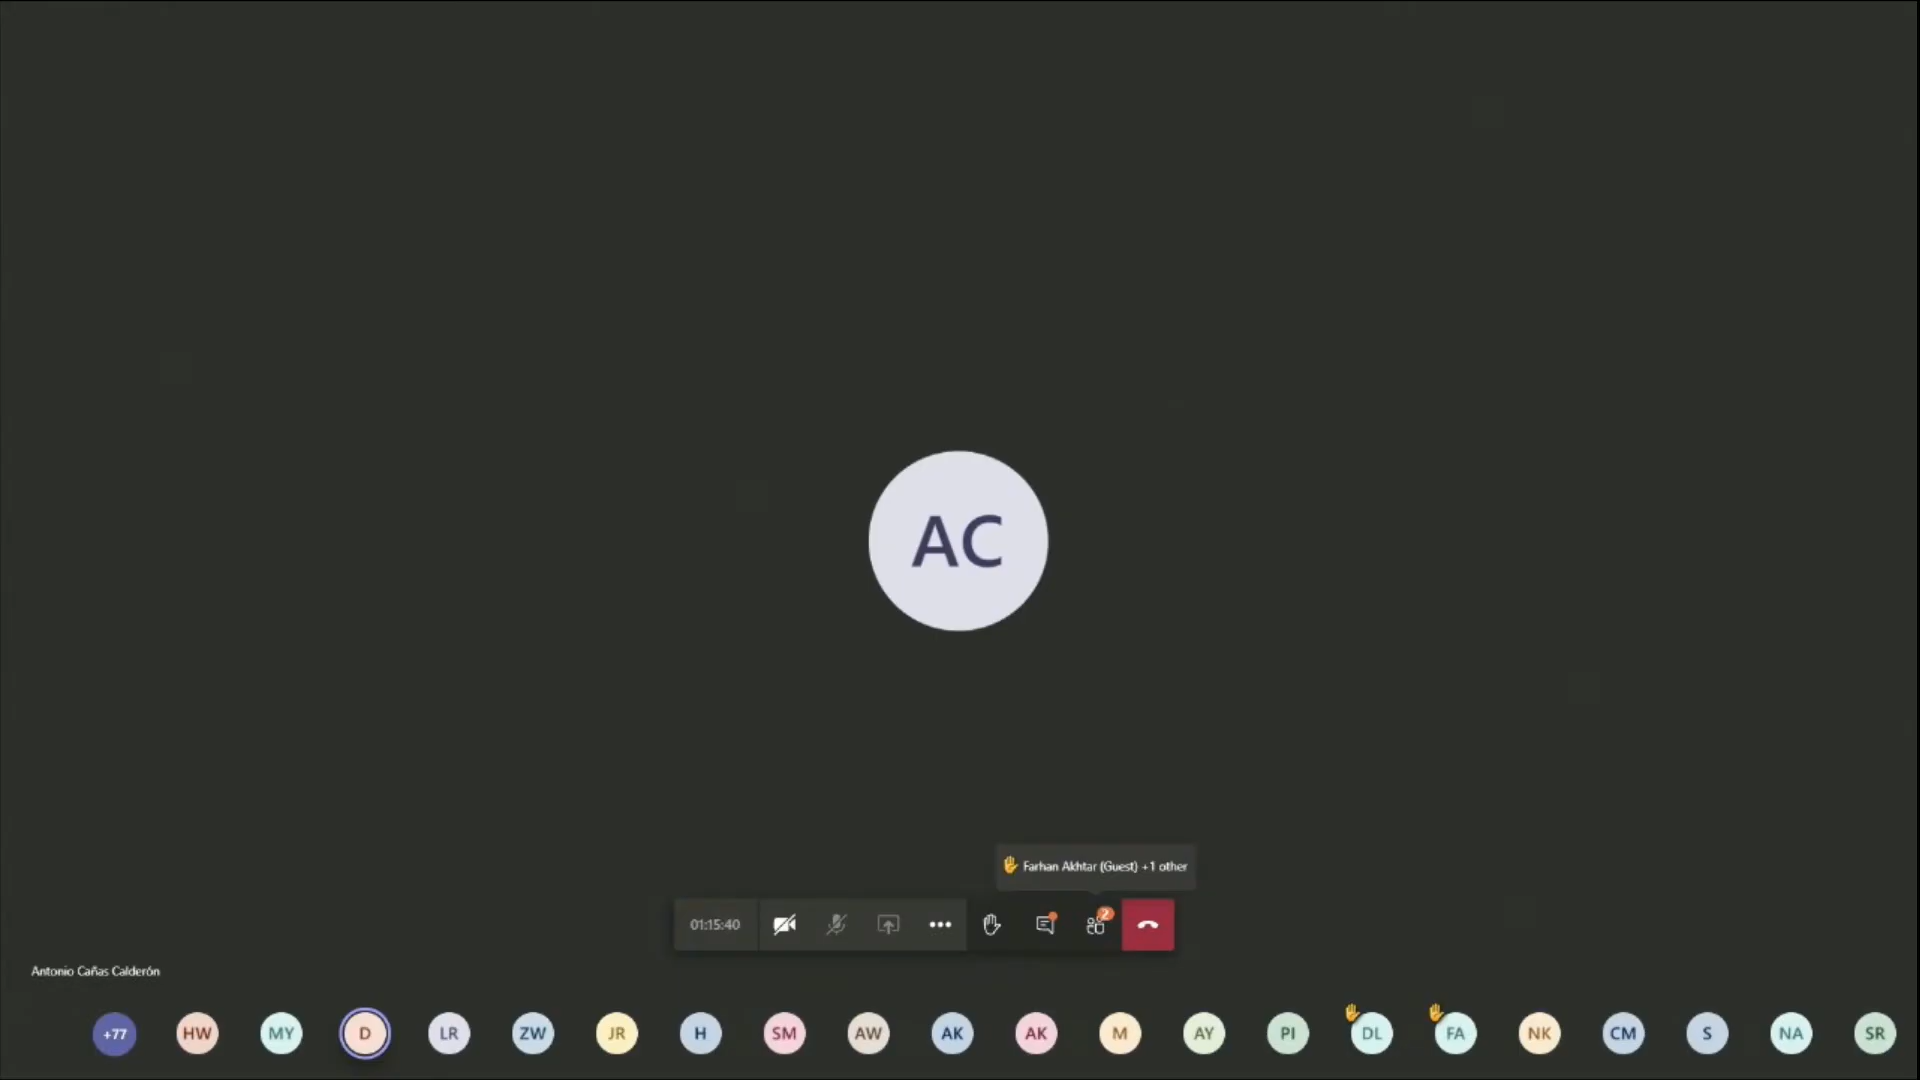 AC
Farhan Akhtar (Guest) +1 other
01:15:40
2
Antonio Cañas Calderón
+77 HW MY D LR ZW JR H SM AW AK AK M AY PI DL FA NK CM S NA SR